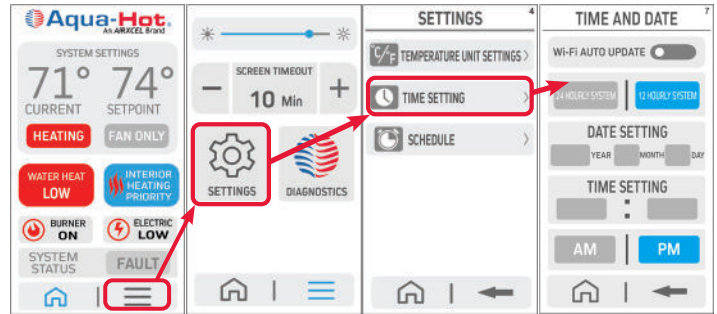 Aqua-Hot.
An AIRXCEL Brand
SYSTEM SETTINGS
71° 74°
CURRENT SETPOINT
HEATING FAN ONLY
WATER HEAT
LOW
INTERIOR
HEATING
PRIORITY
BURNER
ON
ELECTRIC
LOW
SYSTEM
STATUS
FAULT
SCREEN TIMEOUT
− 10 Min +
SETTINGS DIAGNOSTICS
SETTINGS 4
°C/°F TEMPERATURE UNIT SETTINGS >
TIME SETTING >
SCHEDULE >
TIME AND DATE 7
Wi-Fi AUTO UPDATE
24 HOURLY SYSTEM 12 HOURLY SYSTEM
DATE SETTING
YEAR MONTH DAY
TIME SETTING
:
AM PM